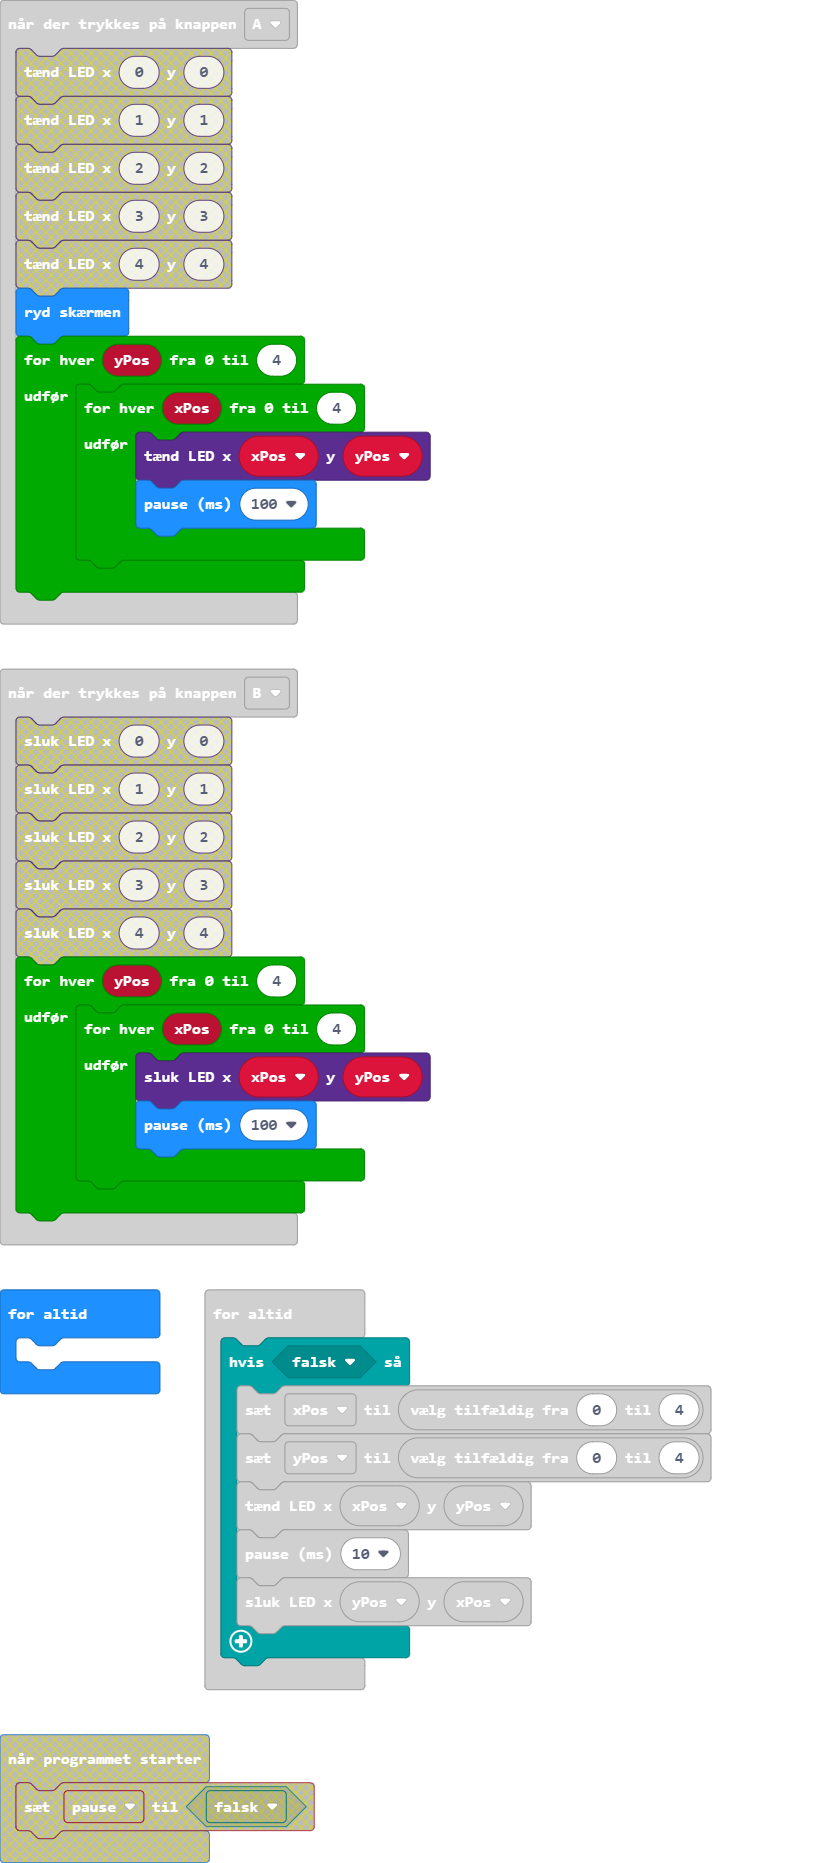 når der trykkes på knappen A
tænd LED x 0 y 0
tænd LED x 1 y 1
tænd LED x 2 y 2
tænd LED x 3 y 3
tænd LED x 4 y 4
ryd skærmen
for hver yPos fra 0 til 4
udfør
for hver xPos fra 0 til 4
udfør
tænd LED x xPos y yPos
pause (ms) 100
når der trykkes på knappen B
sluk LED x 0 y 0
sluk LED x 1 y 1
sluk LED x 2 y 2
sluk LED x 3 y 3
sluk LED x 4 y 4
for hver yPos fra 0 til 4
udfør
for hver xPos fra 0 til 4
udfør
sluk LED x xPos y yPos
pause (ms) 100
for altid
for altid
hvis falsk så
sæt xPos til vælg tilfældig fra 0 til 4
sæt yPos til vælg tilfældig fra 0 til 4
tænd LED x xPos y yPos
pause (ms) 10
sluk LED x yPos y xPos
når programmet starter
sæt pause til falsk